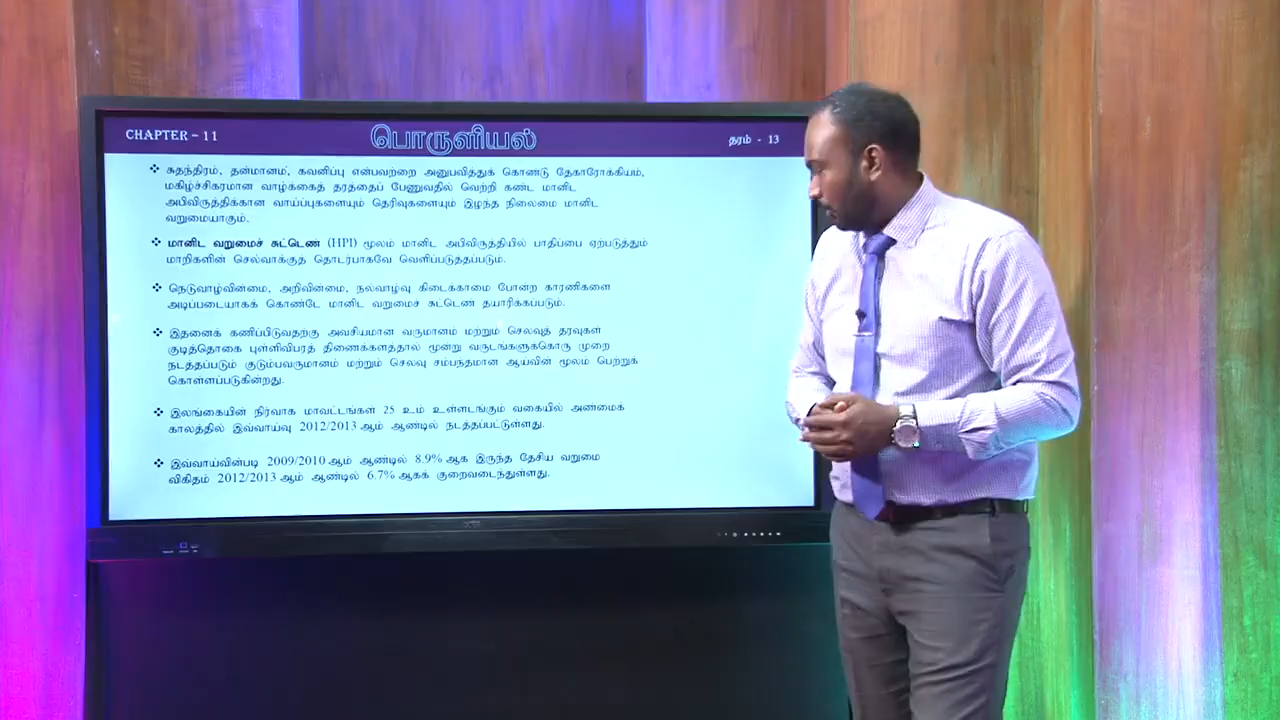 CHAPTER – 11 பொருளியல் தரம் - 13
❖ சுதந்திரம், தன்மானம், கவனிப்பு என்பவற்றை அனுபவித்துக் கொண்டு தேகாரோக்கியம்,
மகிழ்ச்சிகரமான வாழ்க்கைத் தரத்தைப் பேணுவதில் வெற்றி கண்ட மானிட
அபிவிருத்திக்கான வாய்ப்புகளையும் தெரிவுகளையும் இழந்த நிலைமை மானிட
வறுமையாகும்.
❖ மானிட வறுமைச் சுட்டெண் (HPI) மூலம் மானிட அபிவிருத்தியில் பாதிப்பை ஏற்படுத்தும்
மாறிகளின் செல்வாக்குத் தொடர்பாகவே வெளிப்படுத்தப்படும்.
❖ நெடுவாழ்வின்மை, அறிவின்மை, நல்வாழ்வு கிடைக்காமை போன்ற காரணிகளை
அடிப்படையாகக் கொண்டே மானிட வறுமைச் சுட்டெண் தயாரிக்கப்படும்.
❖ இதனைக் கணிப்பீடுவதற்கு அவசியமான வருமானம் மற்றும் செலவுத் தரவுகள்
குடித்தொகை புள்ளிவிபரத் திணைக்களத்தால் மூன்று வருடங்களுக்கொரு முறை
நடத்தப்படும் குடும்பவருமானம் மற்றும் செலவு சம்பந்தமான ஆய்வின் மூலம் பெற்றுக்
கொள்ளப்படுகின்றது.
❖ இலங்கையின் நிர்வாக மாவட்டங்கள் 25 உம் உள்ளடங்கும் வகையில் அண்மைக்
காலத்தில் இவ்வாய்வு 2012/2013 ஆம் ஆண்டில் நடத்தப்பட்டுள்ளது.
❖ இவ்வாய்வின்படி 2009/2010 ஆம் ஆண்டில் 8.9% ஆக இருந்த தேசிய வறுமை
விகிதம் 2012/2013 ஆம் ஆண்டில் 6.7% ஆகக் குறைவடைந்துள்ளது.